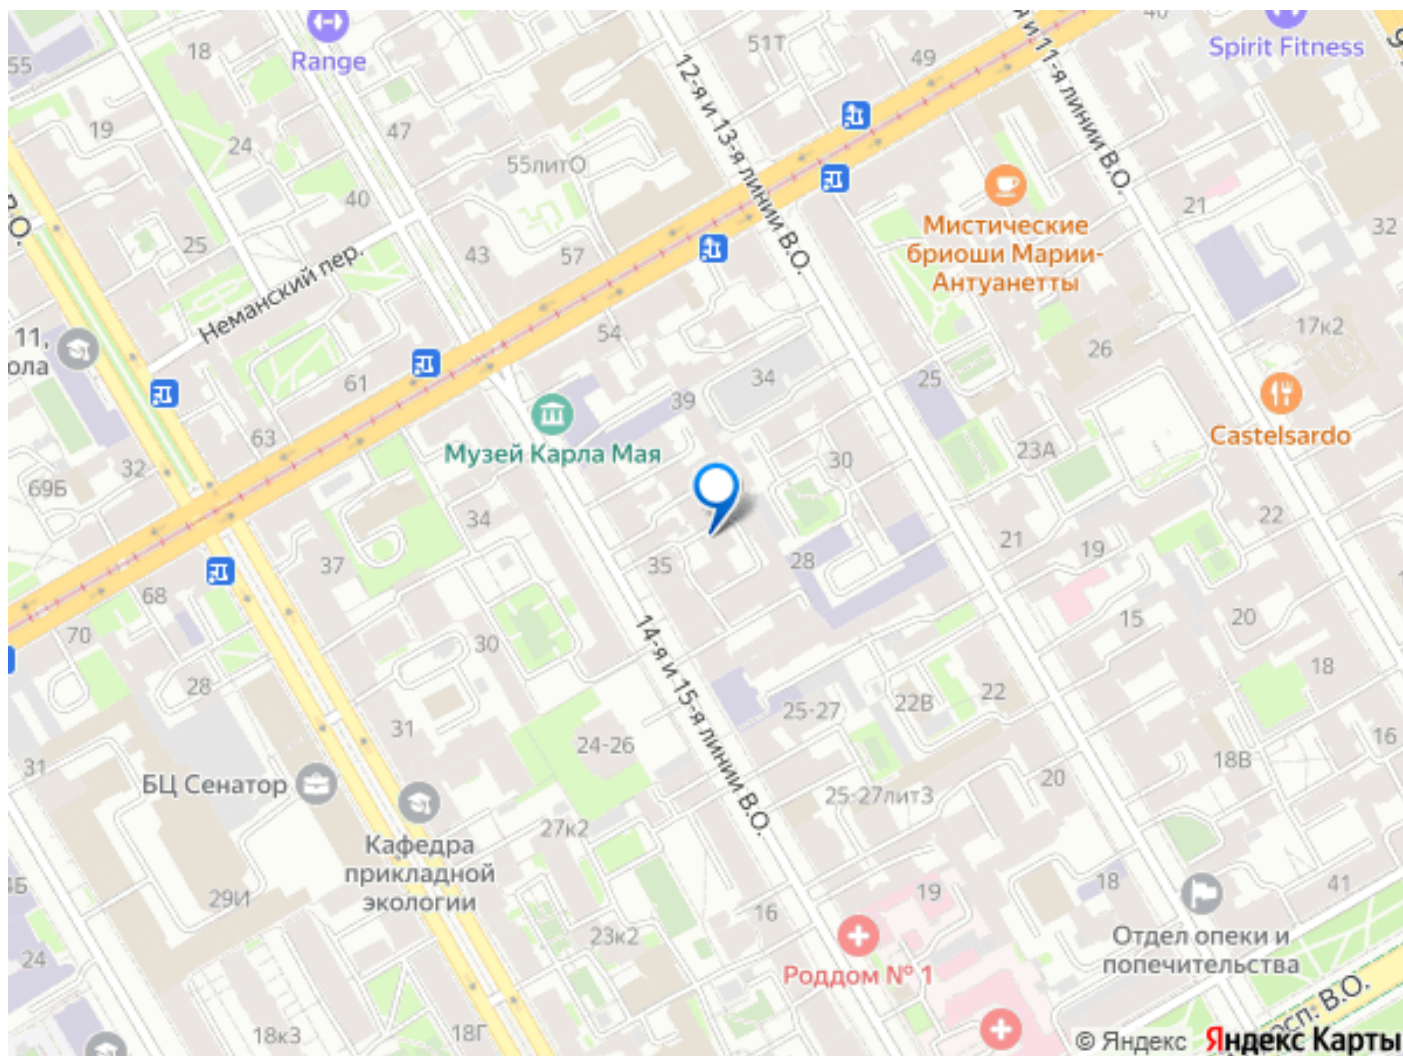 18
Range
55
51Т
49
40
Spirit Fitness
я и 11-я линии В.О.
12-я и 13-я линии В.О.
19
24
47
55литО
40
21
32
Мистические
бриоши Марии-
Антуанетты
25
Неманский пер.
43
57
54
11,
ола
61
34
26
17к2
25
39
Музей Карла Мая
Castelsardo
63
32
69Б
30
23А
34
22
37
35
28
21
19
68
70
30
15
20
14-я и 15-я линии В.О.
28
31
22
22В
25-27
18
24-26
16
31
БЦ Сенатор
18В
20
25-27лит3
27к2
Кафедра
прикладной
экологии
29И
19
18
41
16
23к2
Отдел опеки и
попечительства
Роддом № 1
24
18к3
18Г
В.О.
© Яндекс Яндекс Карты